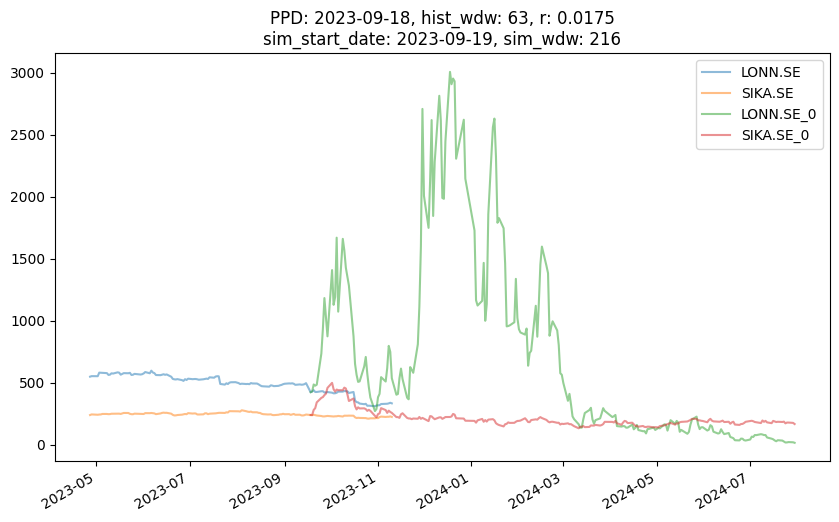 PPD: 2023-09-18, hist_wdw: 63, r: 0.0175
sim_start_date: 2023-09-19, sim_wdw: 216
LONN.SE
SIKA.SE
LONN.SE_0
SIKA.SE_0
3000
2500
2000
1500
1000
500
0
2023-05
2023-07
2023-09
2023-11
2024-01
2024-03
2024-05
2024-07